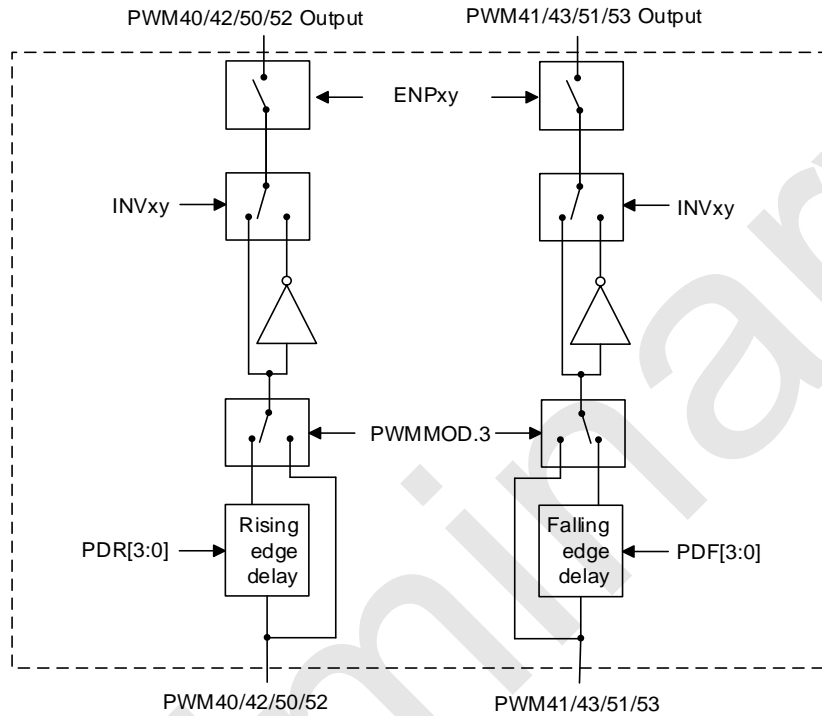 PWM40/42/50/52 Output
PWM41/43/51/53 Output
ENPxy
INVxy
INVxy
PWMMOD.3
PDR[3:0]
Rising
edge
delay
Falling
edge
delay
PDF[3:0]
PWM40/42/50/52
PWM41/43/51/53